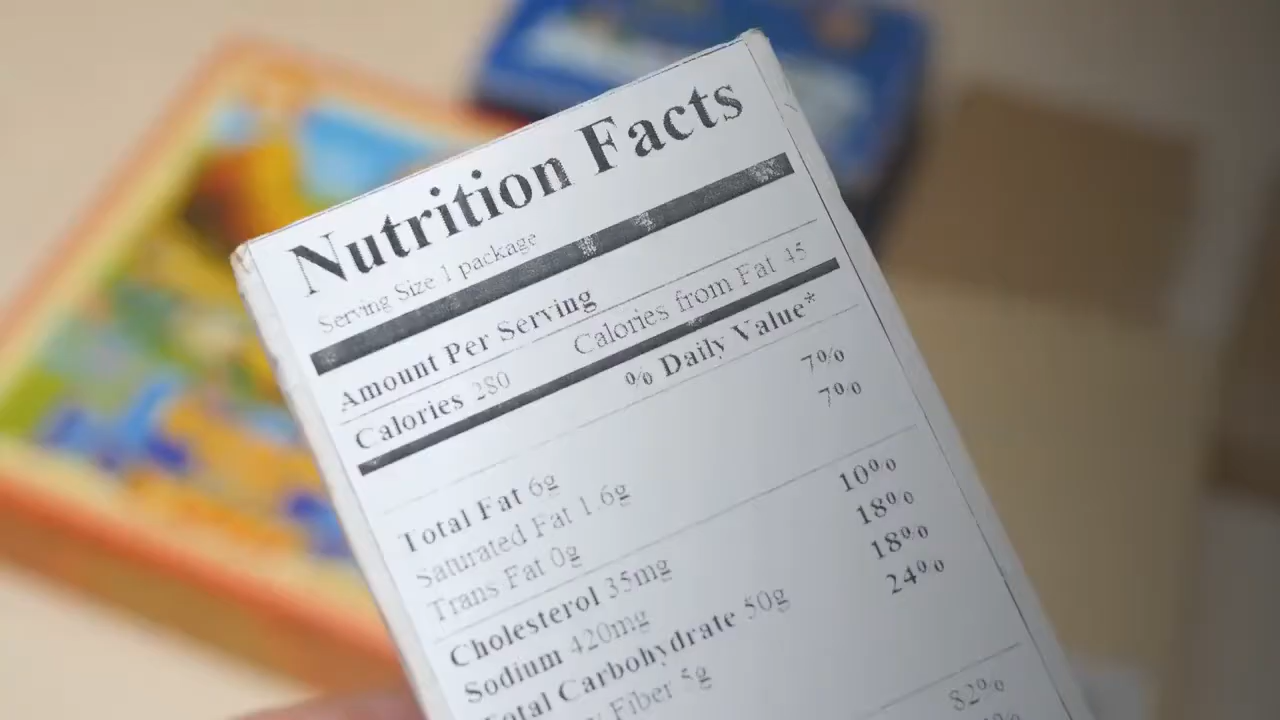 Nutrition Facts
Serving Size 1 package
Amount Per Serving
Calories 280 Calories from Fat 45
% Daily Value*
Total Fat 6g 7%
Saturated Fat 1.6g 7%
Trans Fat 0g
Cholesterol 35mg 10%
Sodium 420mg 18%
Total Carbohydrate 50g 18%
Fiber 5g 24%
82%